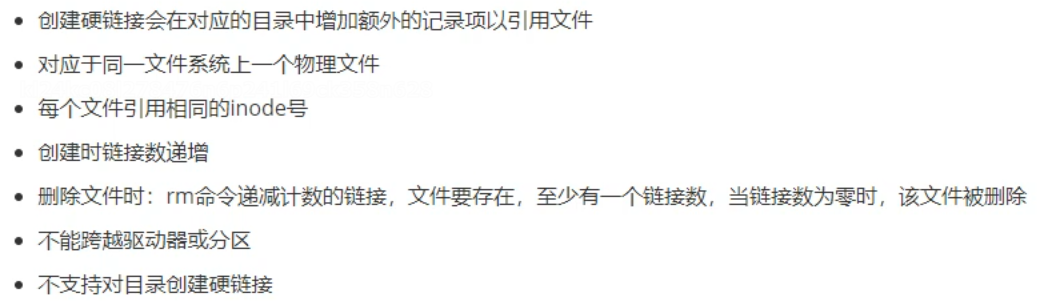 创建硬链接会在对应的目录中增加额外的记录项以引用文件
对应于同一文件系统上一个物理文件
每个文件引用相同的inode号
创建时链接数递增
删除文件时：rm命令递减计数的链接，文件要存在，至少有一个链接数，当链接数为零时，该文件被删除
不能跨越驱动器或分区
不支持对目录创建硬链接